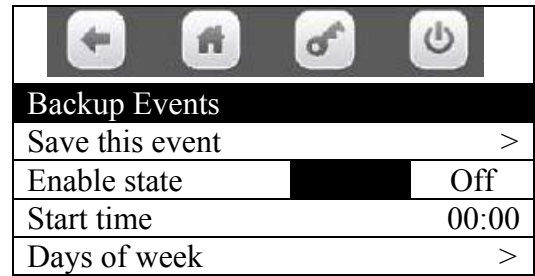 Backup Events
Save this event >
Enable state Off
Start time 00:00
Days of week >